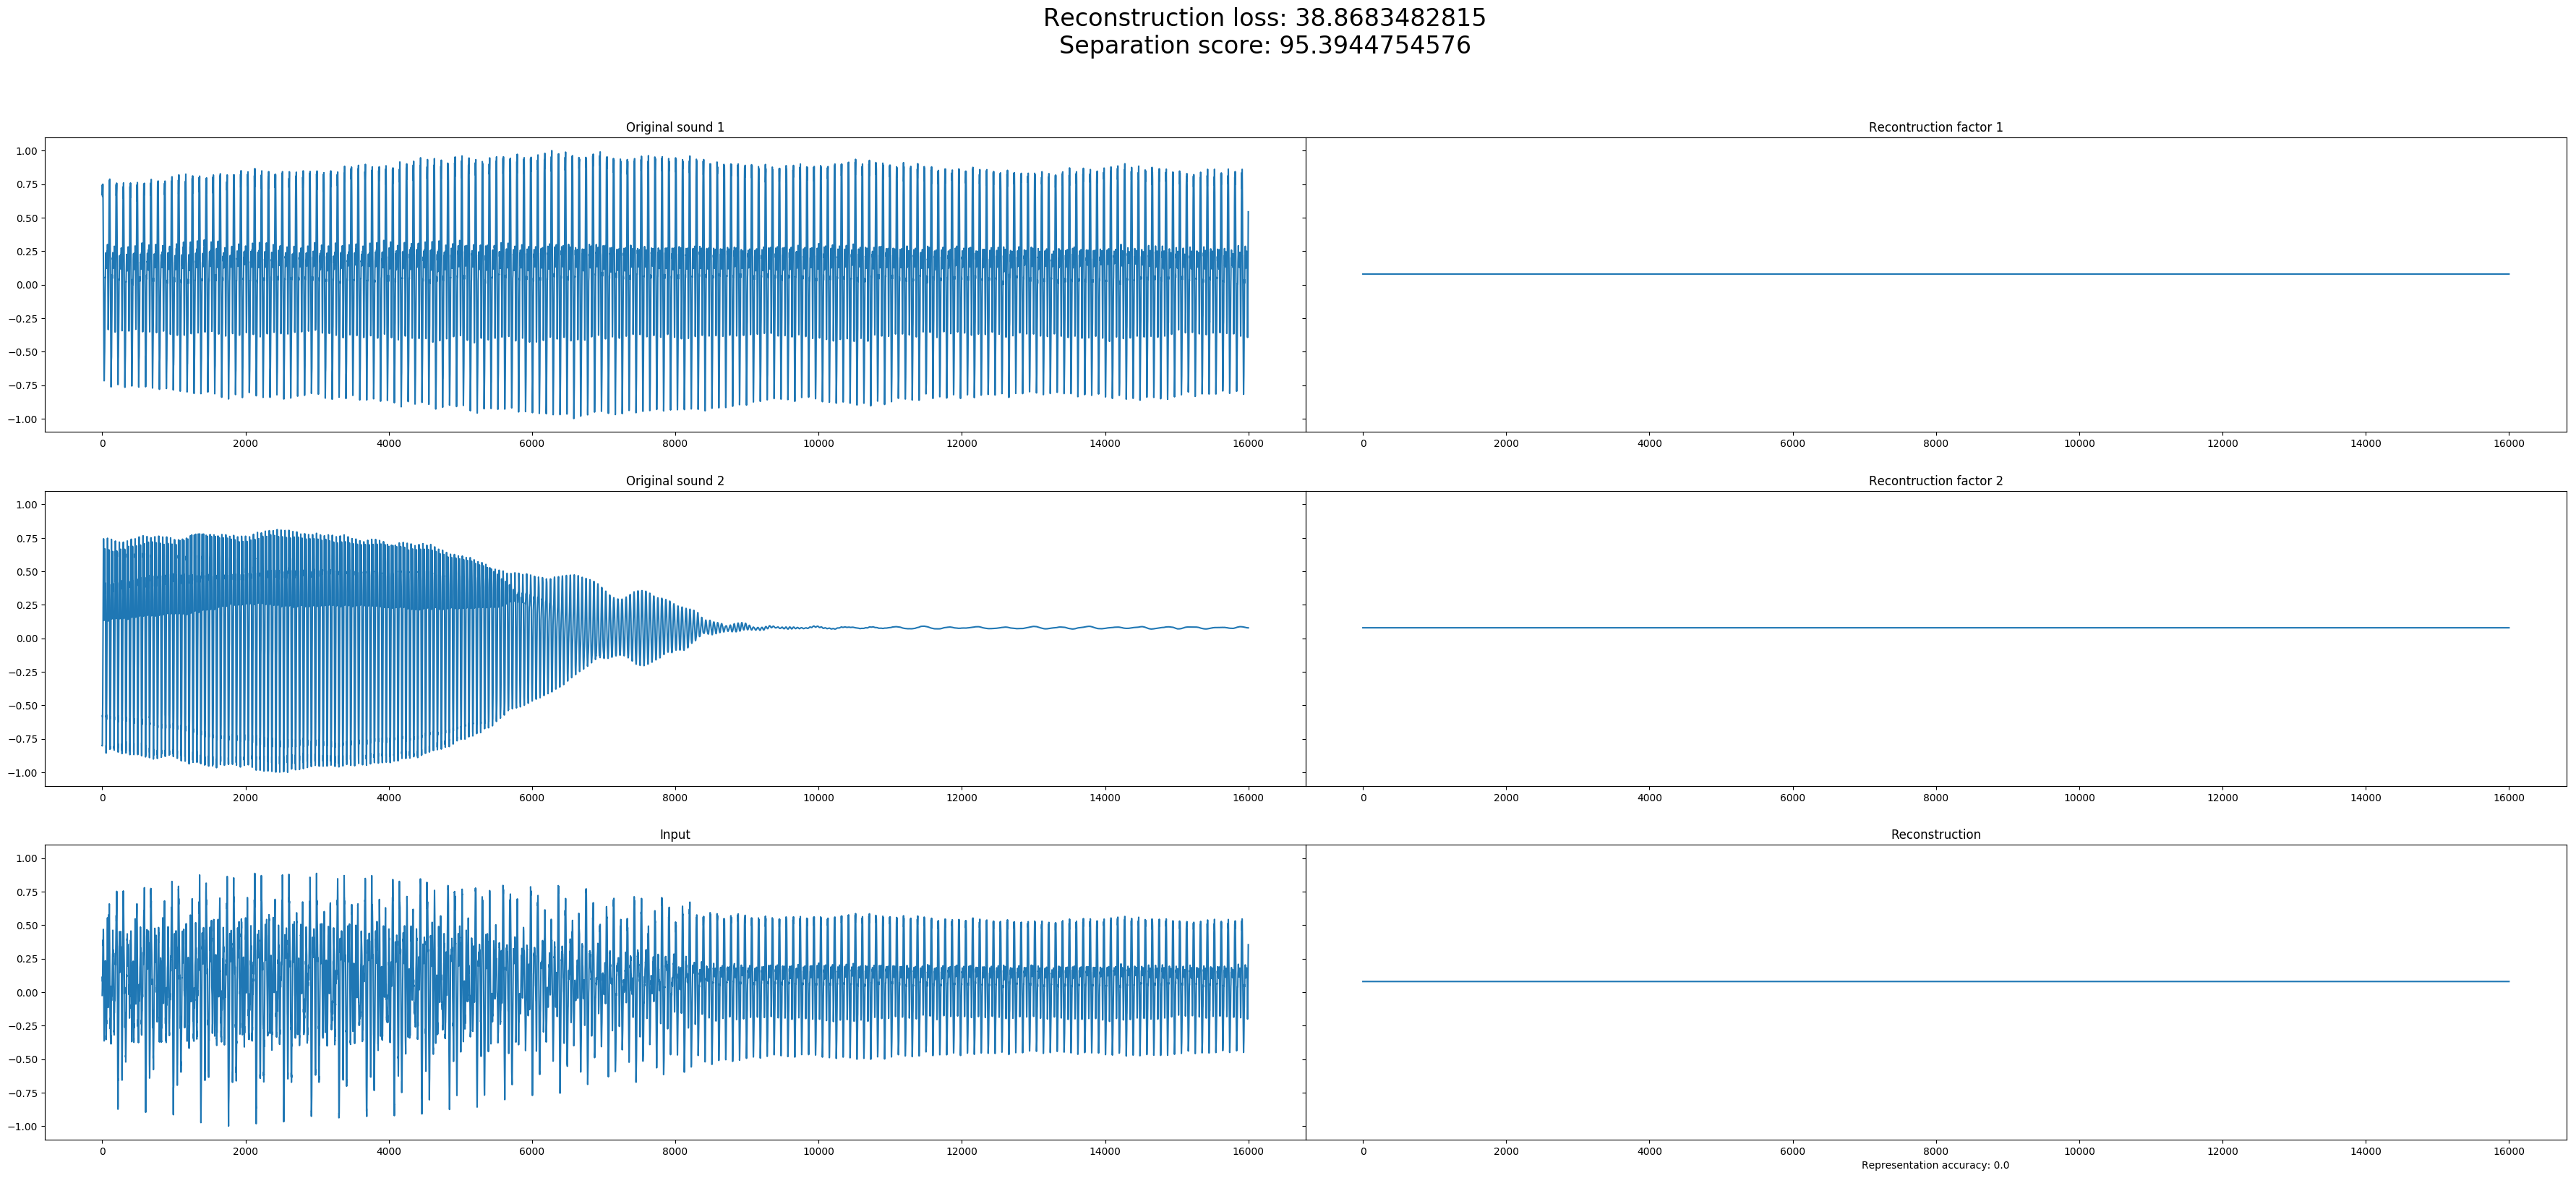 Reconstruction loss: 38.8683482815
Separation score: 95.3944754576
Original sound 1
Recontruction factor 1
1.00
0.75
0.50
0.25
0.00
−0.25
−0.50
−0.75
−1.00
0 2000 4000 6000 8000 10000 12000 14000 16000
0 2000 4000 6000 8000 10000 12000 14000 16000
Original sound 2
Recontruction factor 2
1.00
0.75
0.50
0.25
0.00
−0.25
−0.50
−0.75
−1.00
0 2000 4000 6000 8000 10000 12000 14000 16000
0 2000 4000 6000 8000 10000 12000 14000 16000
Input
Reconstruction
1.00
0.75
0.50
0.25
0.00
−0.25
−0.50
−0.75
−1.00
0 2000 4000 6000 8000 10000 12000 14000 16000
0 2000 4000 6000 8000 10000 12000 14000 16000
Representation accuracy: 0.0